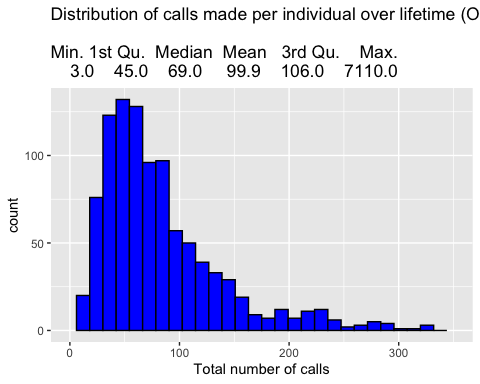 Distribution of calls made per individual over lifetime (O
Min. 1st Qu. Median Mean 3rd Qu. Max.
3.0 45.0 69.0 99.9 106.0 7110.0
100
50
0
count
0 100 200 300
Total number of calls